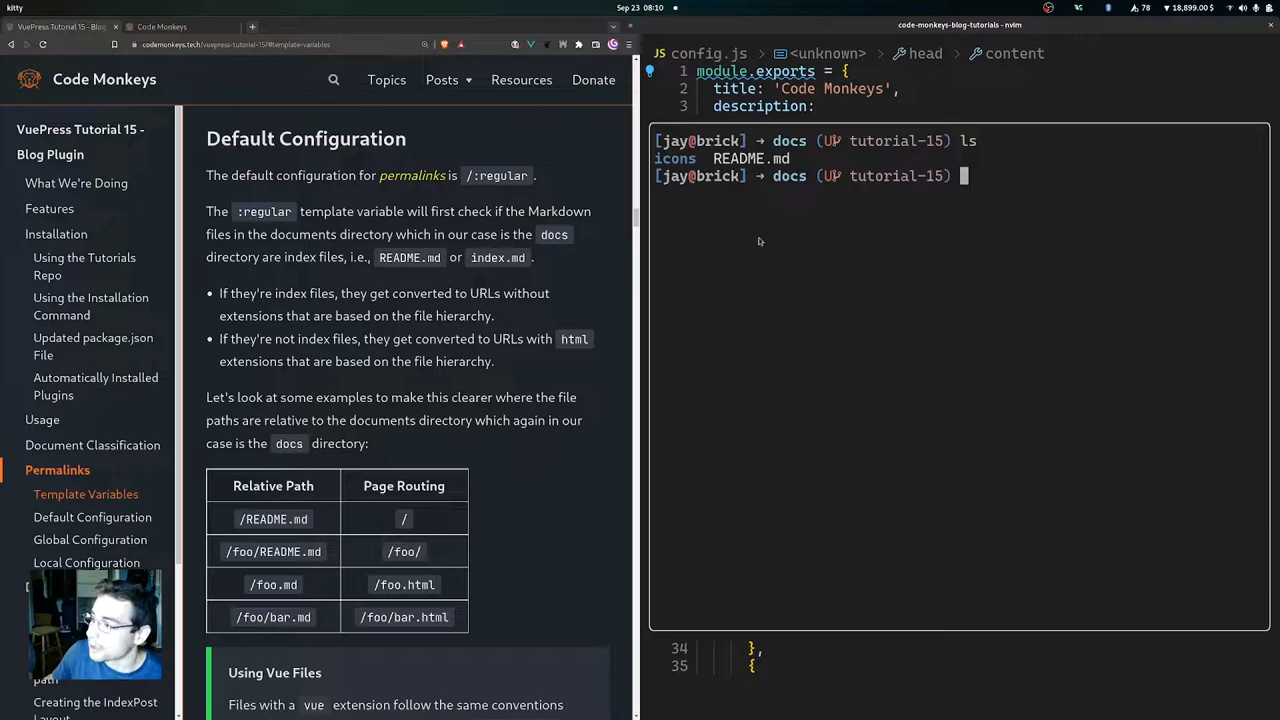 kitty
Sep 23 08:10
78
18,899.00 $
VuePress Tutorial 15 - Blog
Code Monkeys
codemonkeys.tech/vuepress-tutorial-15/#template-variables
Code Monkeys
Topics
Posts
Resources
Donate
VuePress Tutorial 15 -
Blog Plugin
What We're Doing
Features
Installation
Using the Tutorials
Repo
Using the Installation
Command
Updated package.json
File
Automatically Installed
Plugins
Usage
Document Classification
Permalinks
Template Variables
Default Configuration
Global Configuration
Local Configuration
path
Creating the IndexPost
Layout
Default Configuration
The default configuration for permalinks is /:regular .
The :regular template variable will first check if the Markdown
files in the documents directory which in our case is the docs
directory are index files, i.e., README.md or index.md .
• If they're index files, they get converted to URLs without
extensions that are based on the file hierarchy.
• If they're not index files, they get converted to URLs with html
extensions that are based on the file hierarchy.
Let's look at some examples to make this clearer where the file
paths are relative to the documents directory which again in our
case is the docs directory:
Relative Path Page Routing
/README.md /
/foo/README.md /foo/
/foo.md /foo.html
/foo/bar.md /foo/bar.html
Using Vue Files
Files with a vue extension follow the same conventions
code-monkeys-blog-tutorials - nvim
JS config.js > <unknown> > head > content
1 module.exports = {
2 title: 'Code Monkeys',
3 description:
[jay@brick] → docs (U tutorial-15) ls
icons README.md
[jay@brick] → docs (U tutorial-15)
34 },
35 {